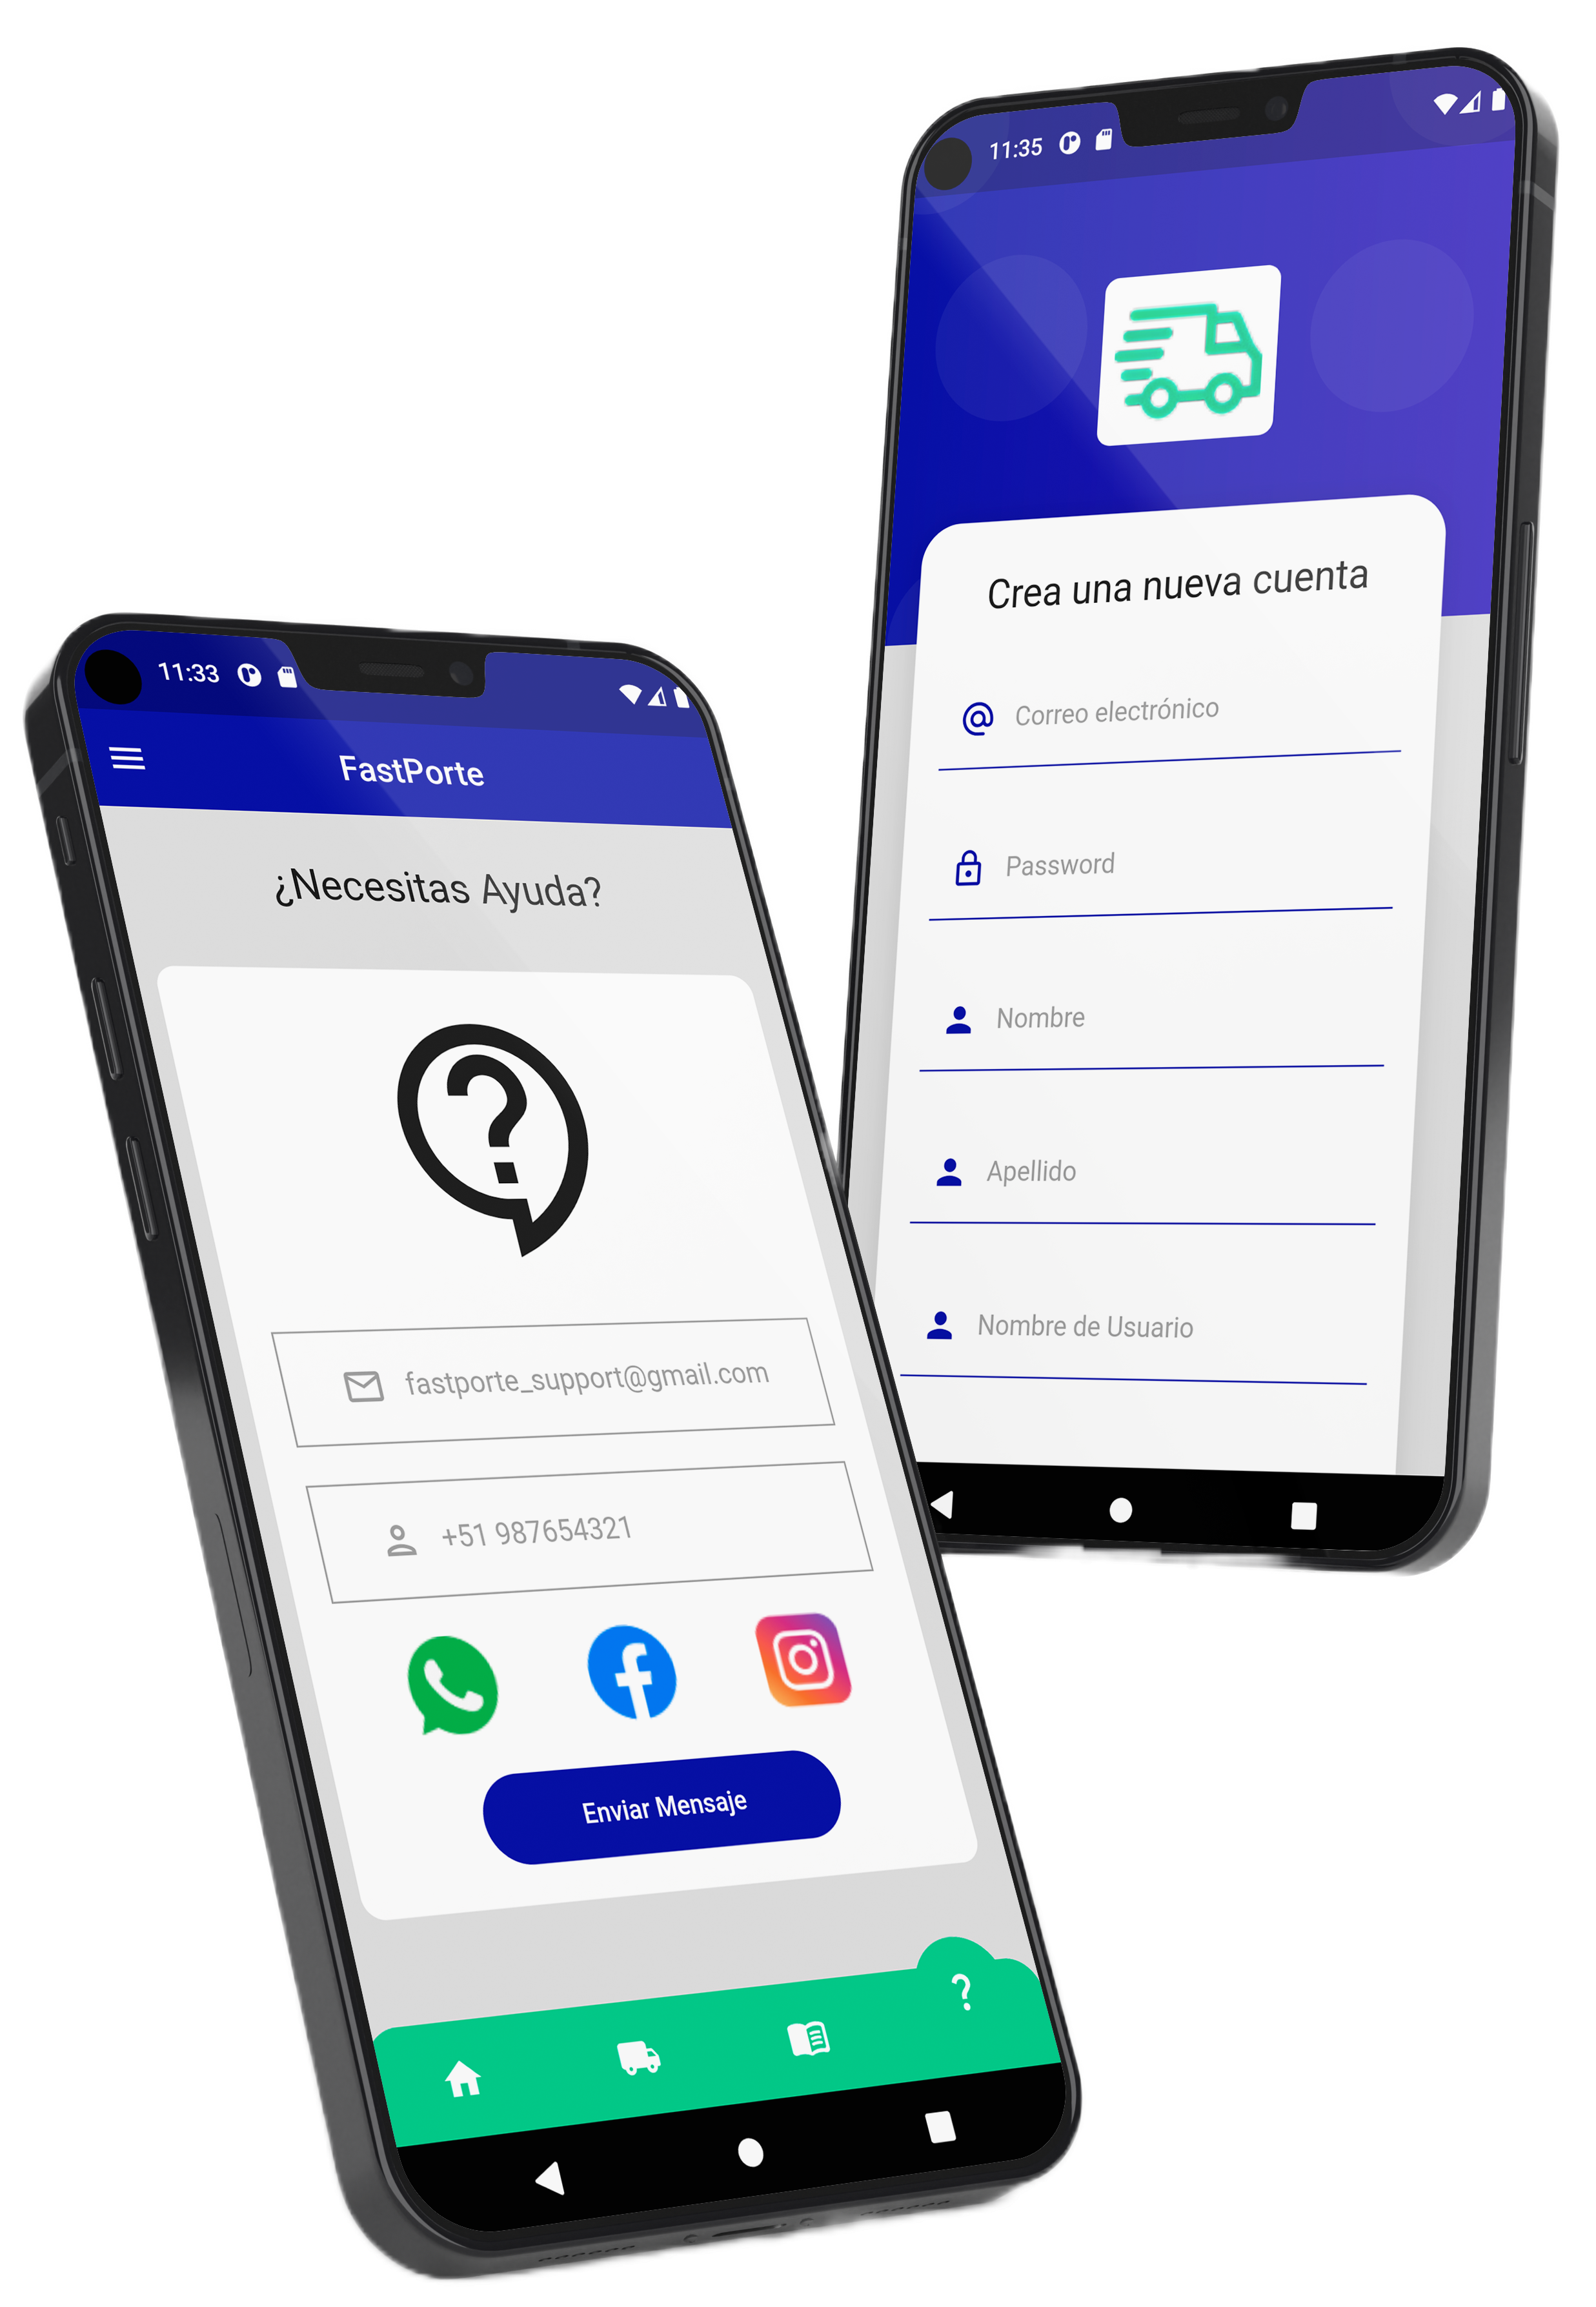 11:35
Crea una nueva cuenta
Correo electrónico
Password
Nombre
Apellido
Nombre de Usuario
11:33
FastPorte
¿Necesitas Ayuda?
fastporte_support@gmail.com
+51 987654321
Enviar Mensaje